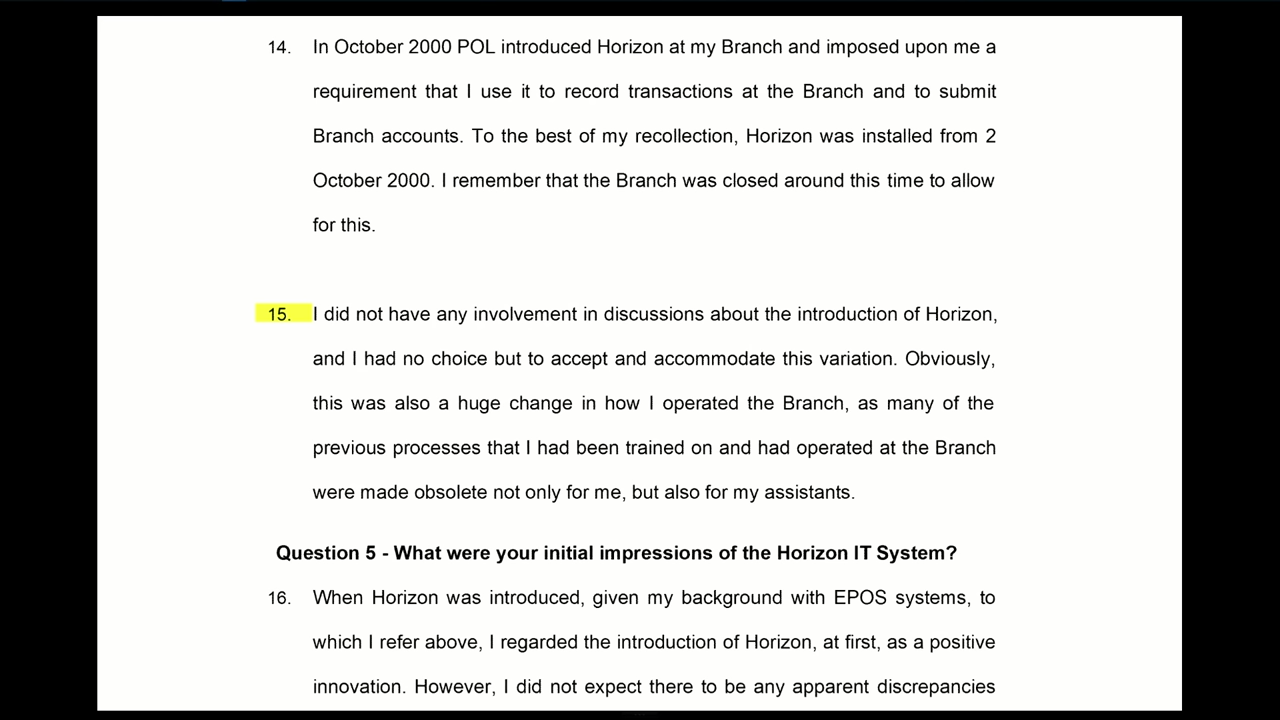 14. In October 2000 POL introduced Horizon at my Branch and imposed upon me a
requirement that I use it to record transactions at the Branch and to submit
Branch accounts. To the best of my recollection, Horizon was installed from 2
October 2000. I remember that the Branch was closed around this time to allow
for this.
15. I did not have any involvement in discussions about the introduction of Horizon,
and I had no choice but to accept and accommodate this variation. Obviously,
this was also a huge change in how I operated the Branch, as many of the
previous processes that I had been trained on and had operated at the Branch
were made obsolete not only for me, but also for my assistants.
Question 5 - What were your initial impressions of the Horizon IT System?
16. When Horizon was introduced, given my background with EPOS systems, to
which I refer above, I regarded the introduction of Horizon, at first, as a positive
innovation. However, I did not expect there to be any apparent discrepancies